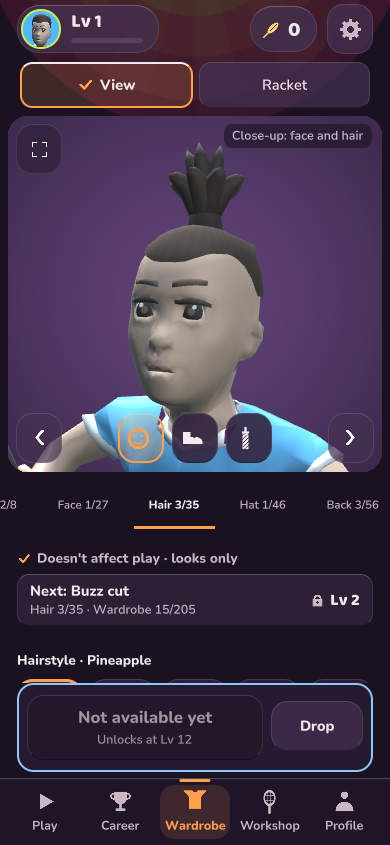 Lv 1
0
View
Racket
Close-up: face and hair
2/8
Face 1/27
Hair 3/35
Hat 1/46
Back 3/56
Doesn't affect play · looks only
Next: Buzz cut
Hair 3/35 · Wardrobe 15/205
Lv 2
Hairstyle · Pineapple
Not available yet
Unlocks at Lv 12
Drop
Play
Career
Wardrobe
Workshop
Profile